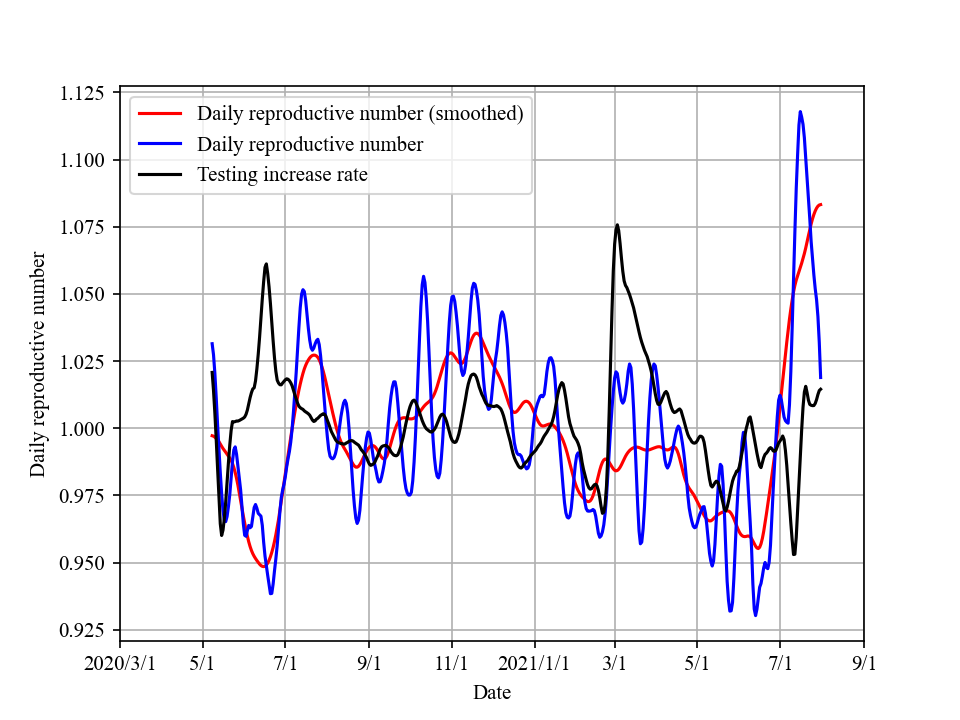 Daily reproductive number (smoothed)
Daily reproductive number
Testing increase rate
1.125
1.100
1.075
1.050
1.025
1.000
0.975
0.950
0.925
Daily reproductive number
2020/3/1 5/1 7/1 9/1 11/1 2021/1/1 3/1 5/1 7/1 9/1
Date